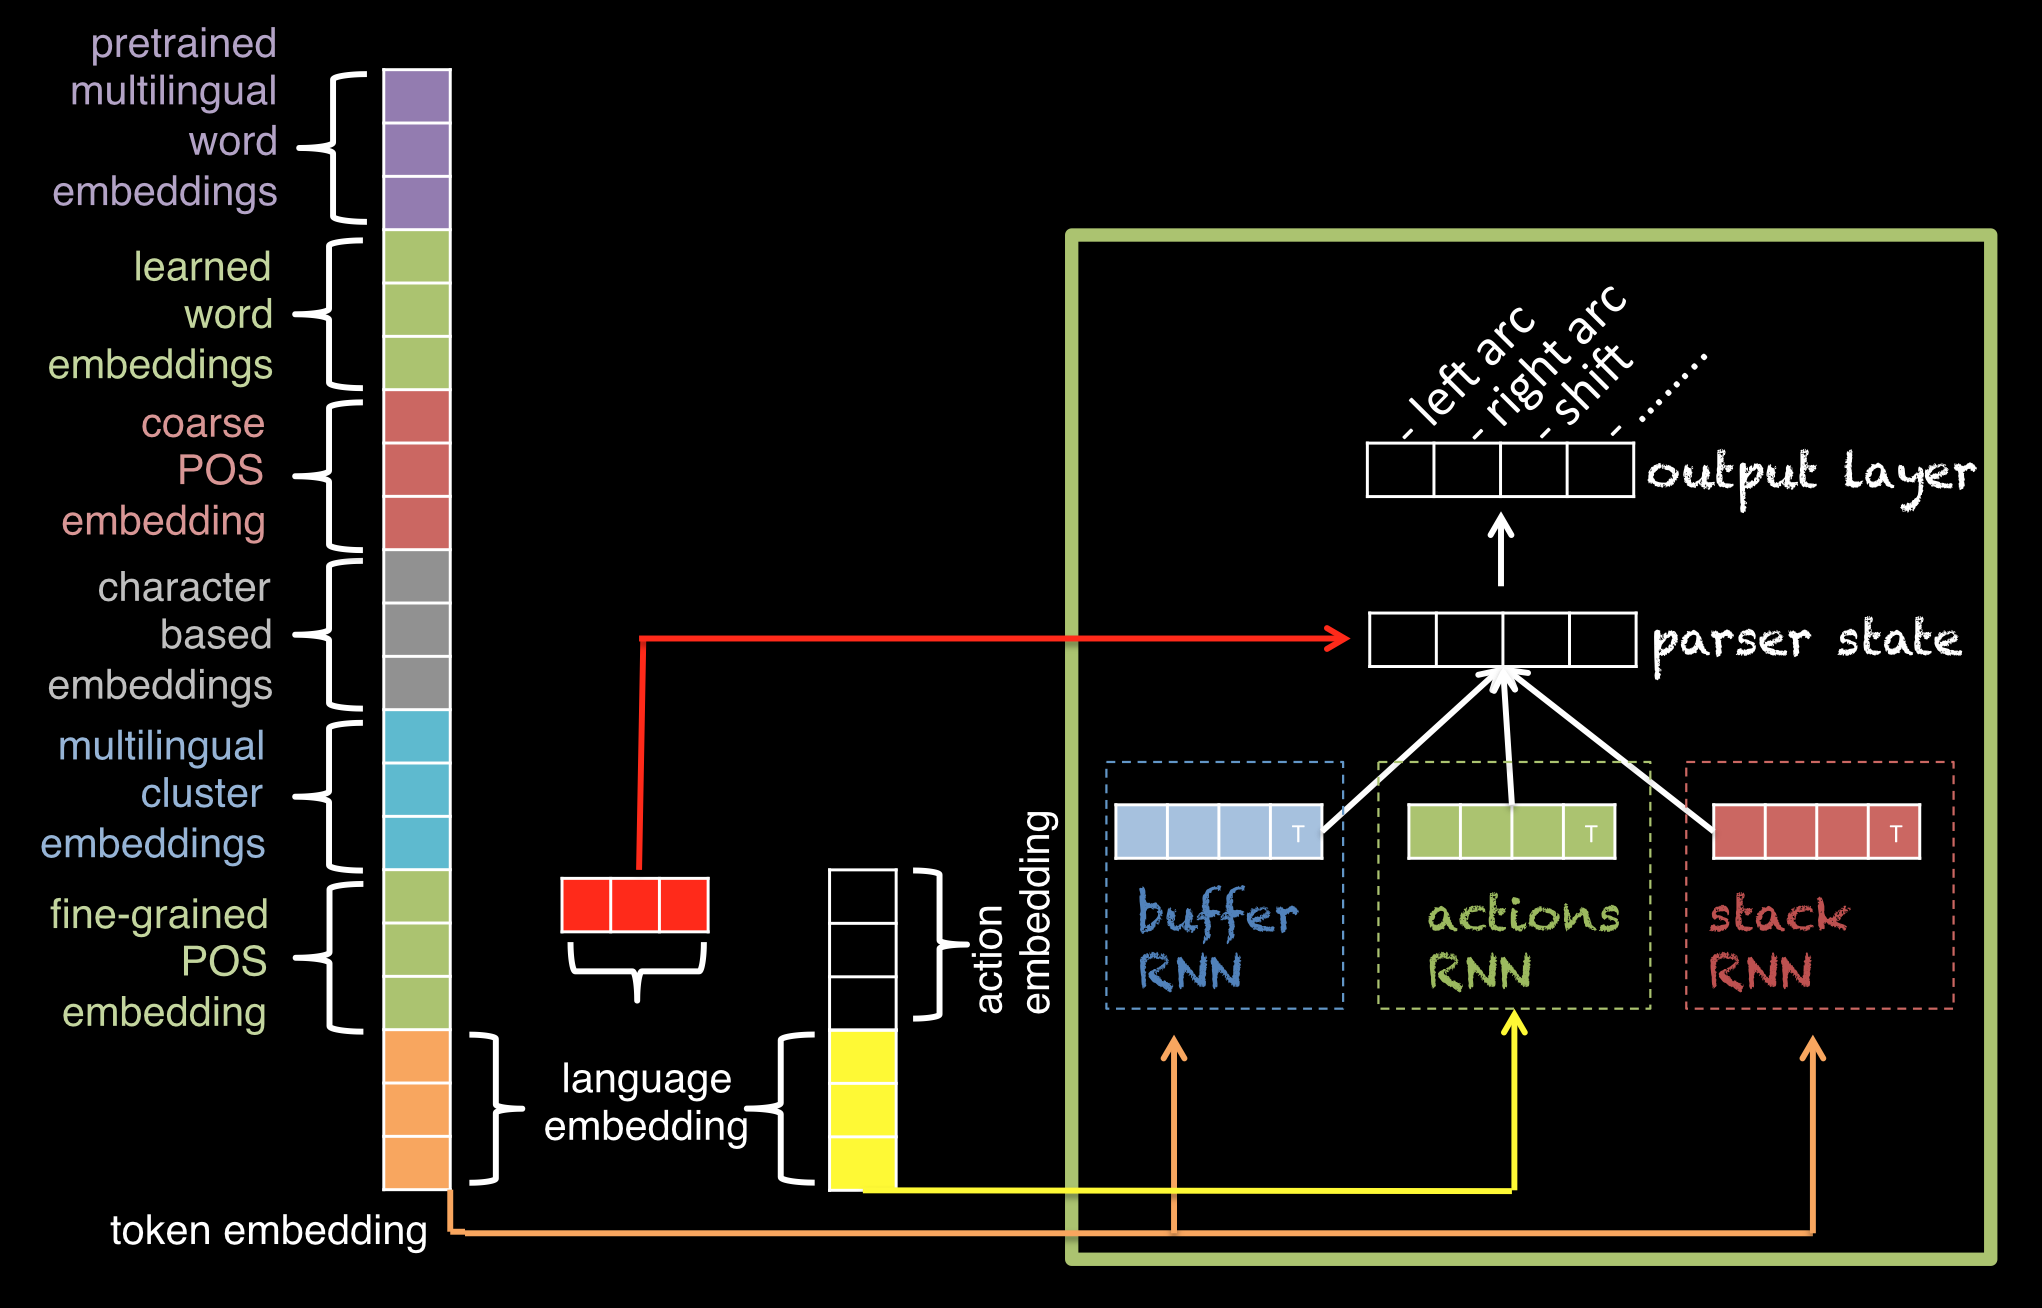 pretrained
multilingual
word
embeddings
learned
word
embeddings
coarse
POS
embedding
character
based
embeddings
multilingual
cluster
embeddings
fine-grained
POS
embedding
token embedding
language
embedding
action
embedding
- left arc
- right arc
- shift
- ........
output layer
parser state
T
buffer
RNN
T
actions
RNN
T
stack
RNN